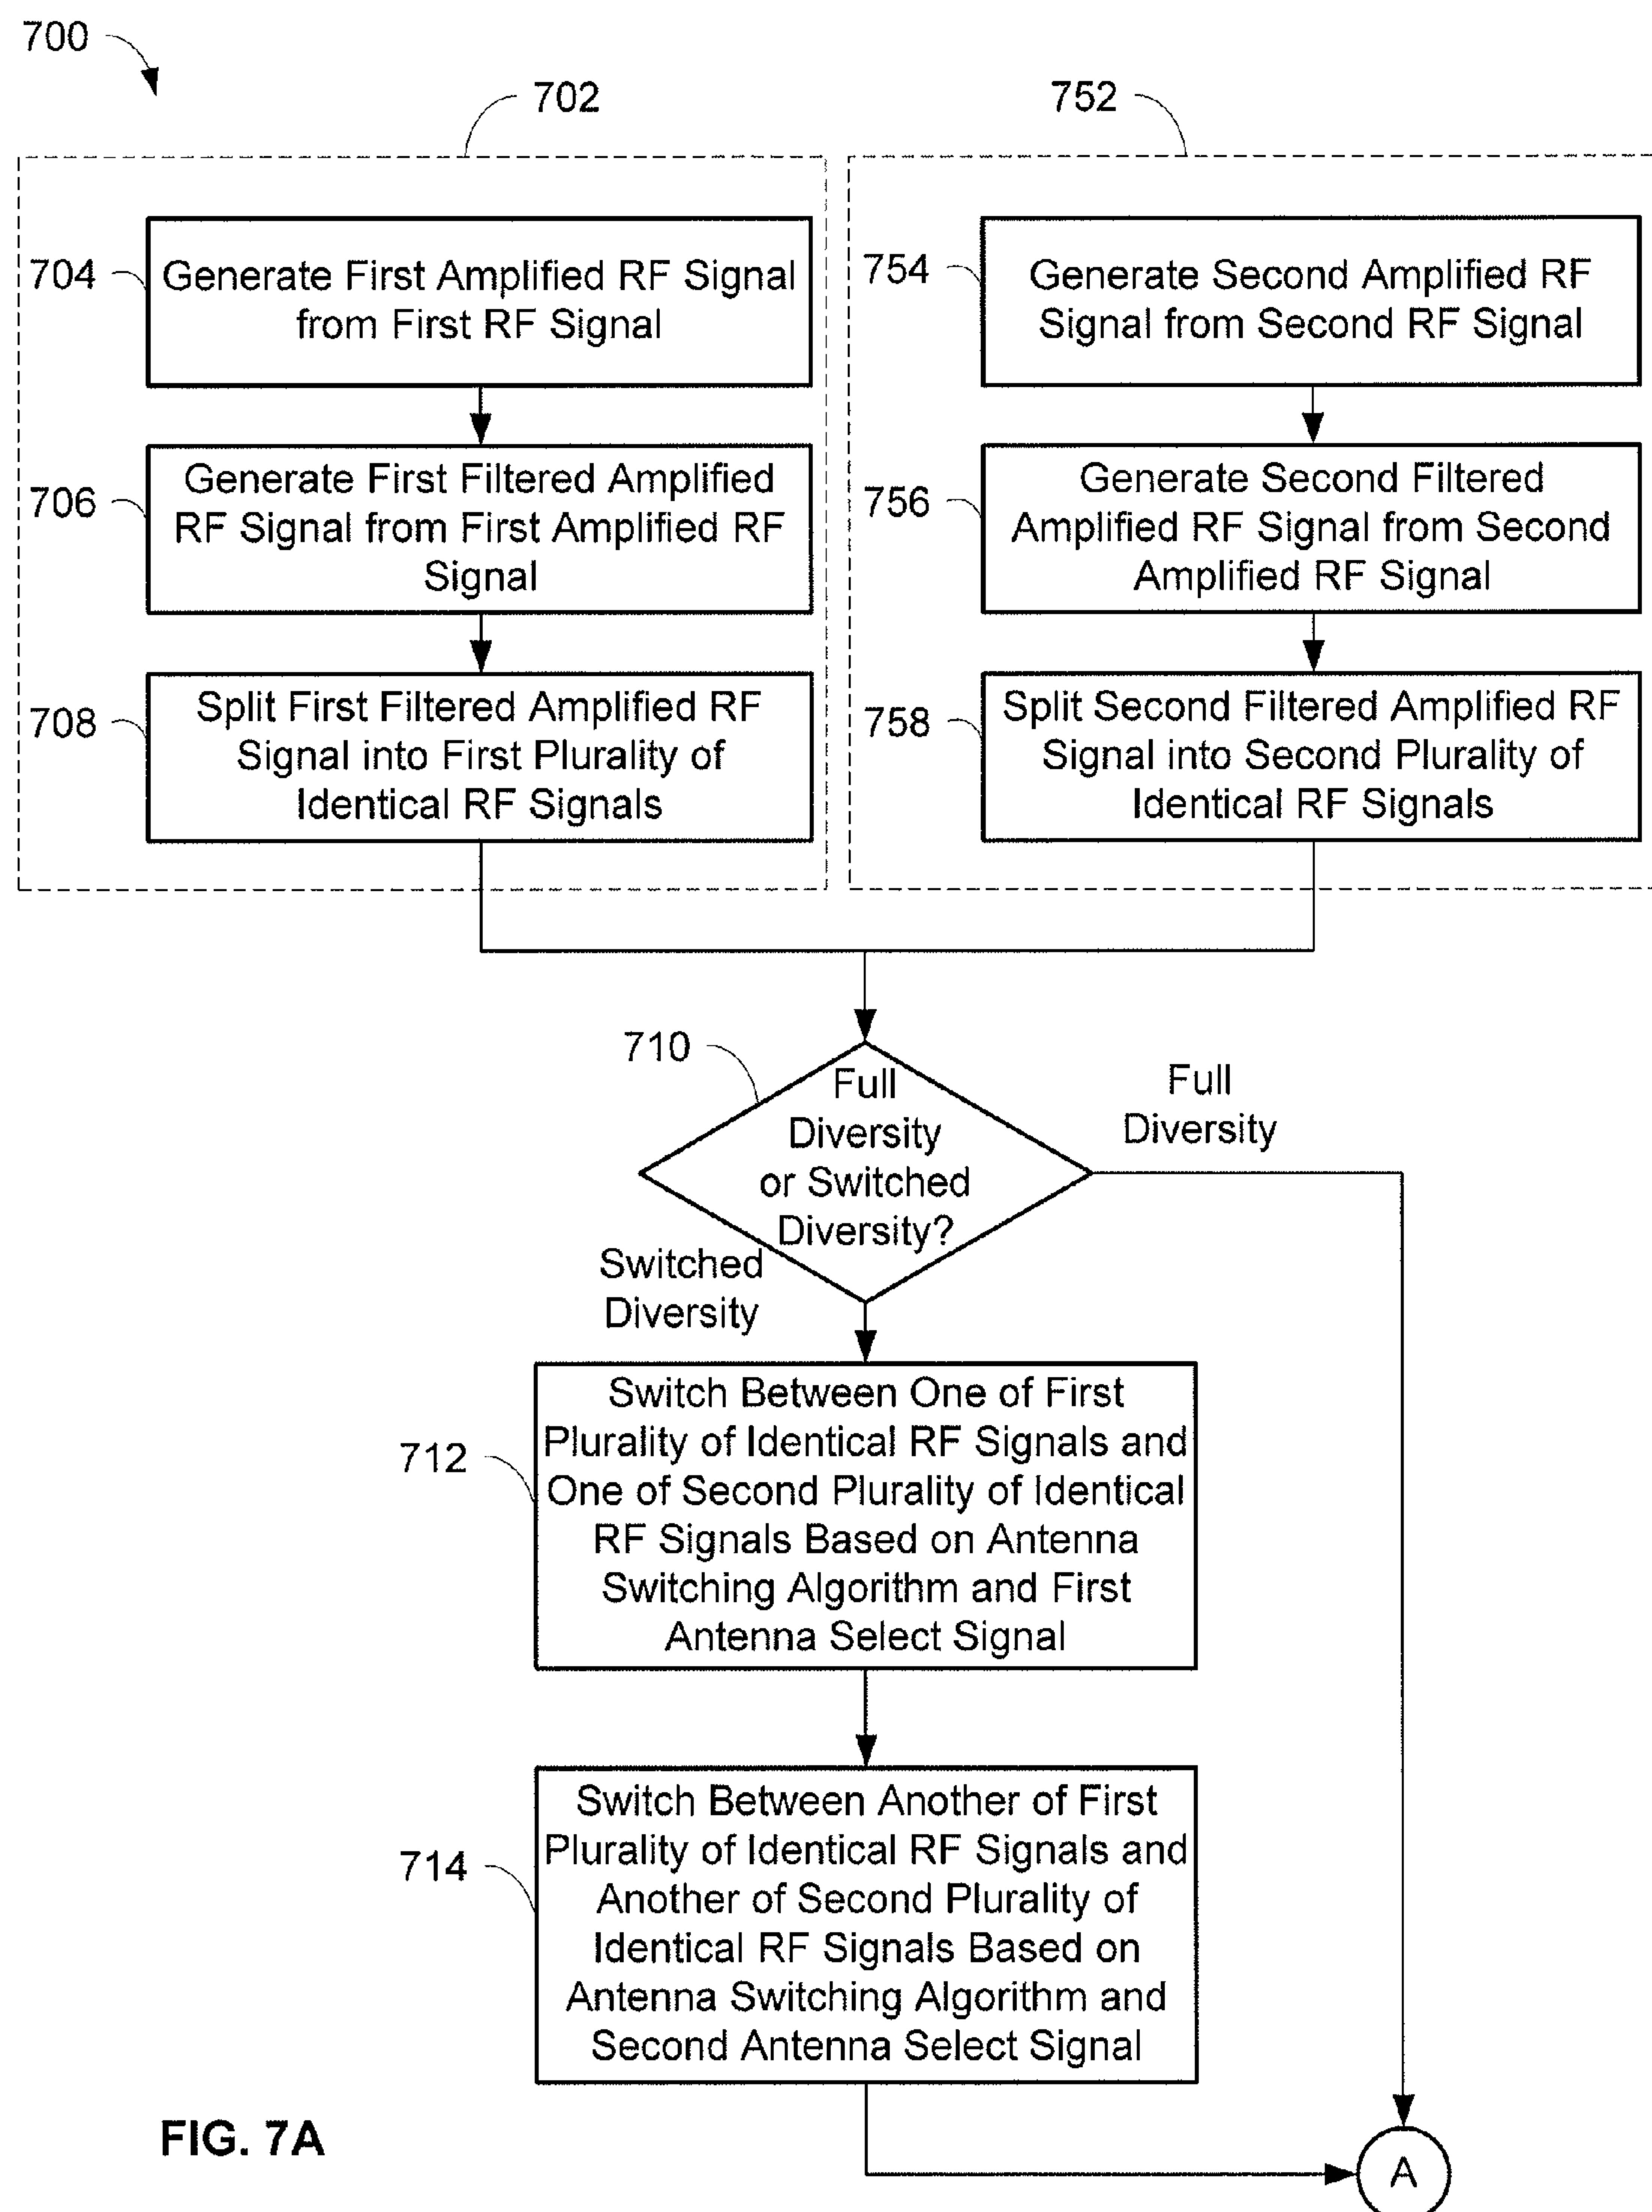 700
702
752
704
Generate First Amplified RF Signal
from First RF Signal
754
Generate Second Amplified RF
Signal from Second RF Signal
706
Generate First Filtered Amplified
RF Signal from First Amplified RF
Signal
756
Generate Second Filtered
Amplified RF Signal from Second
Amplified RF Signal
708
Split First Filtered Amplified RF
Signal into First Plurality of
Identical RF Signals
758
Split Second Filtered Amplified RF
Signal into Second Plurality of
Identical RF Signals
710
Full
Diversity
or Switched
Diversity?
Full
Diversity
Switched
Diversity
712
Switch Between One of First
Plurality of Identical RF Signals and
One of Second Plurality of Identical
RF Signals Based on Antenna
Switching Algorithm and First
Antenna Select Signal
714
Switch Between Another of First
Plurality of Identical RF Signals and
Another of Second Plurality of
Identical RF Signals Based on
Antenna Switching Algorithm and
Second Antenna Select Signal
FIG. 7A
A